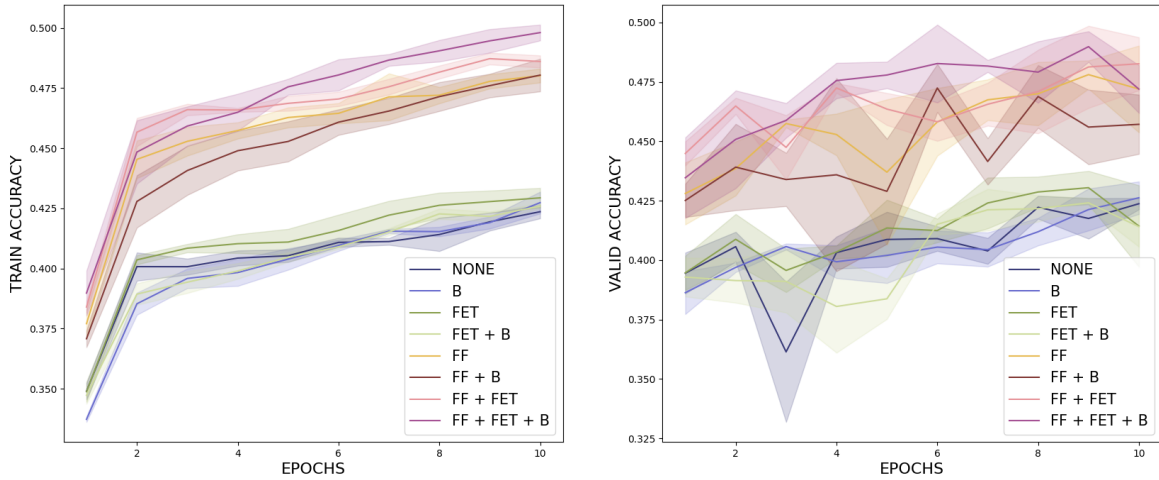 0.500
0.475
0.450
0.425
0.400
0.375
0.350
TRAIN ACCURACY
2
4
6
8
10
EPOCHS
NONE
B
FET
FET + B
FF
FF + B
FF + FET
FF + FET + B
0.500
0.475
0.450
0.425
0.400
0.375
0.350
0.325
VALID ACCURACY
2
4
6
8
10
EPOCHS
NONE
B
FET
FET + B
FF
FF + B
FF + FET
FF + FET + B